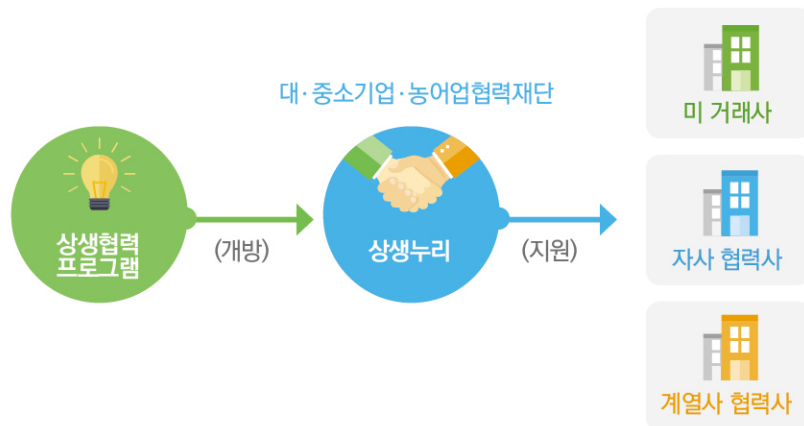 대·중소기업·농어업협력재단
상생협력
프로그램
(개방)
상생누리
(지원)
미 거래사
자사 협력사
계열사 협력사